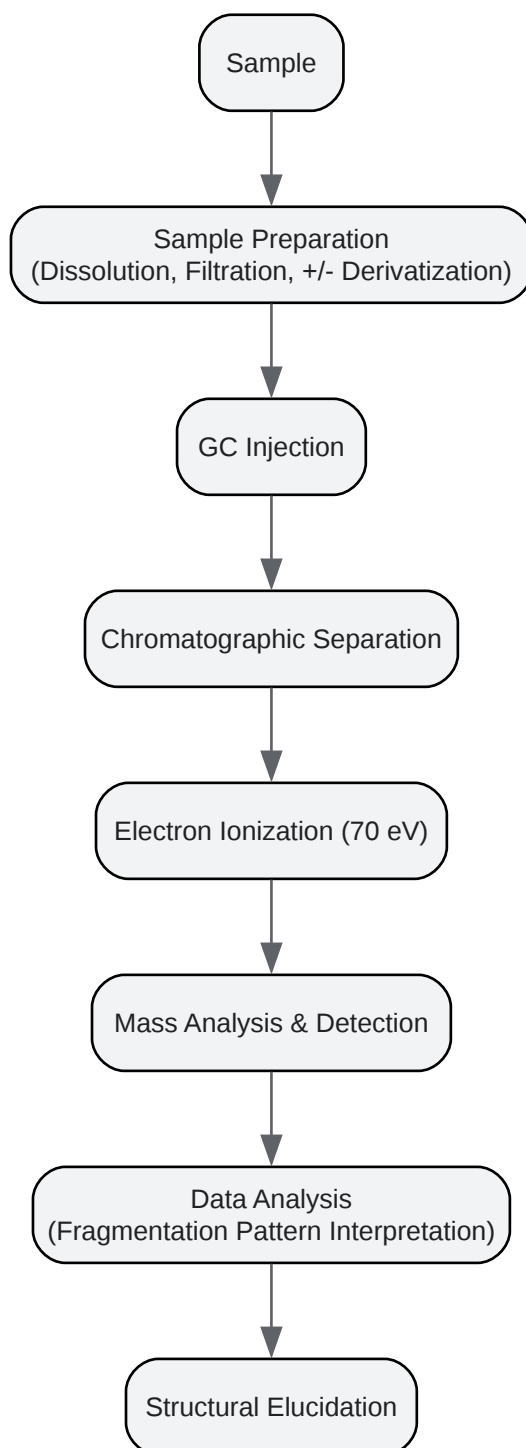 Sample
Sample Preparation
(Dissolution, Filtration, +/- Derivatization)
GC Injection
Chromatographic Separation
Electron Ionization (70 eV)
Mass Analysis & Detection
Data Analysis
(Fragmentation Pattern Interpretation)
Structural Elucidation